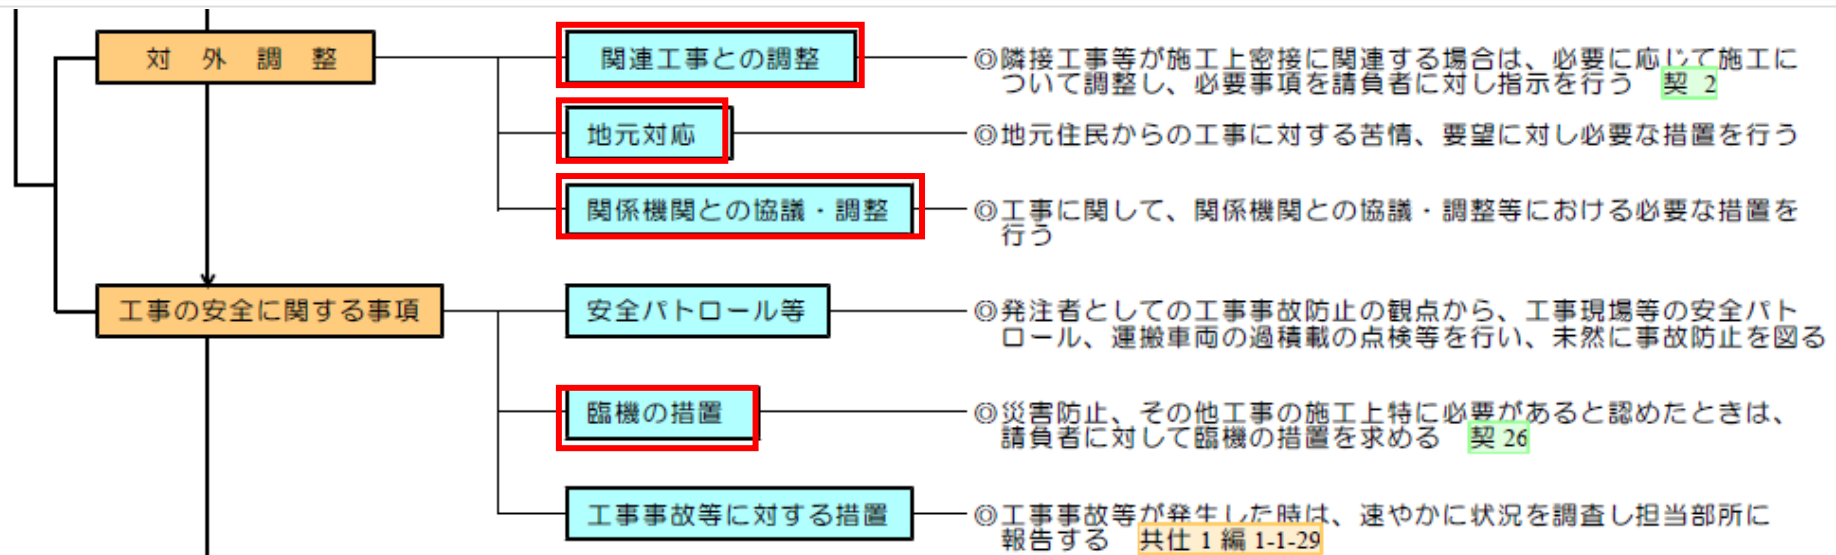 対外調整
関連工事との調整
◎隣接工事等が施工上密接に関連する場合は、必要に応じて施工に
ついて調整し、必要事項を請負者に対し指示を行う 契 2
地元対応
◎地元住民からの工事に対する苦情、要望に対し必要な措置を行う
関係機関との協議・調整
◎工事に関して、関係機関との協議・調整等における必要な措置を
行う
工事の安全に関する事項
安全パトロール等
◎発注者としての工事事故防止の観点から、工事現場等の安全パト
ロール、運搬車両の過積載の点検等を行い、未然に事故防止を図る
臨機の措置
◎災害防止、その他工事の施工上特に必要があると認めたときは、
請負者に対して臨機の措置を求める 契 26
工事事故等に対する措置
◎工事事故等が発生した時は、速やかに状況を調査し担当部所に
報告する 共仕 1 編 1-1-29